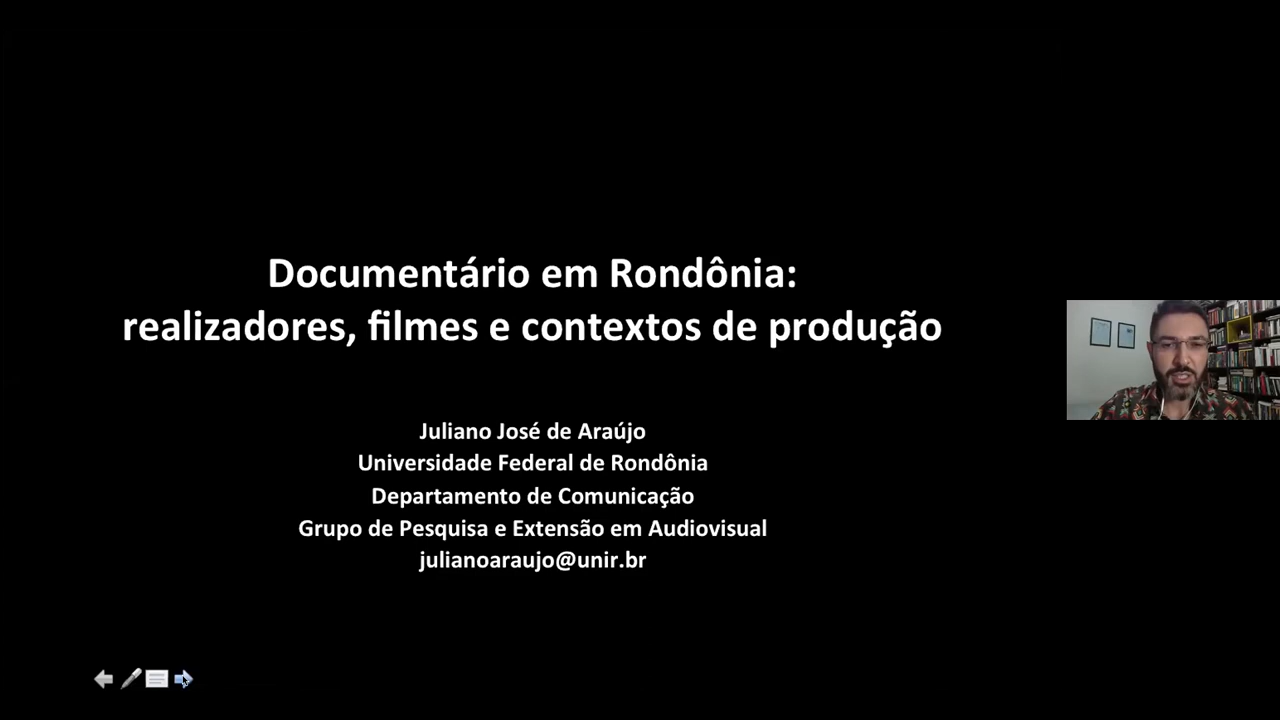 Documentário em Rondônia:
realizadores, filmes e contextos de produção
Juliano José de Araújo
Universidade Federal de Rondônia
Departamento de Comunicação
Grupo de Pesquisa e Extensão em Audiovisual
julianoaraujo@unir.br